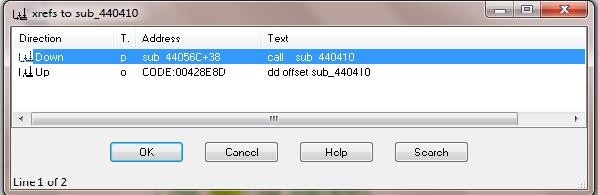 xrefs to sub_440410
Direction T. Address Text
Down p sub_44056C+38 call sub_440410
Up o CODE:00428E8D dd offset sub_440410
OK Cancel Help Search
Line 1 of 2